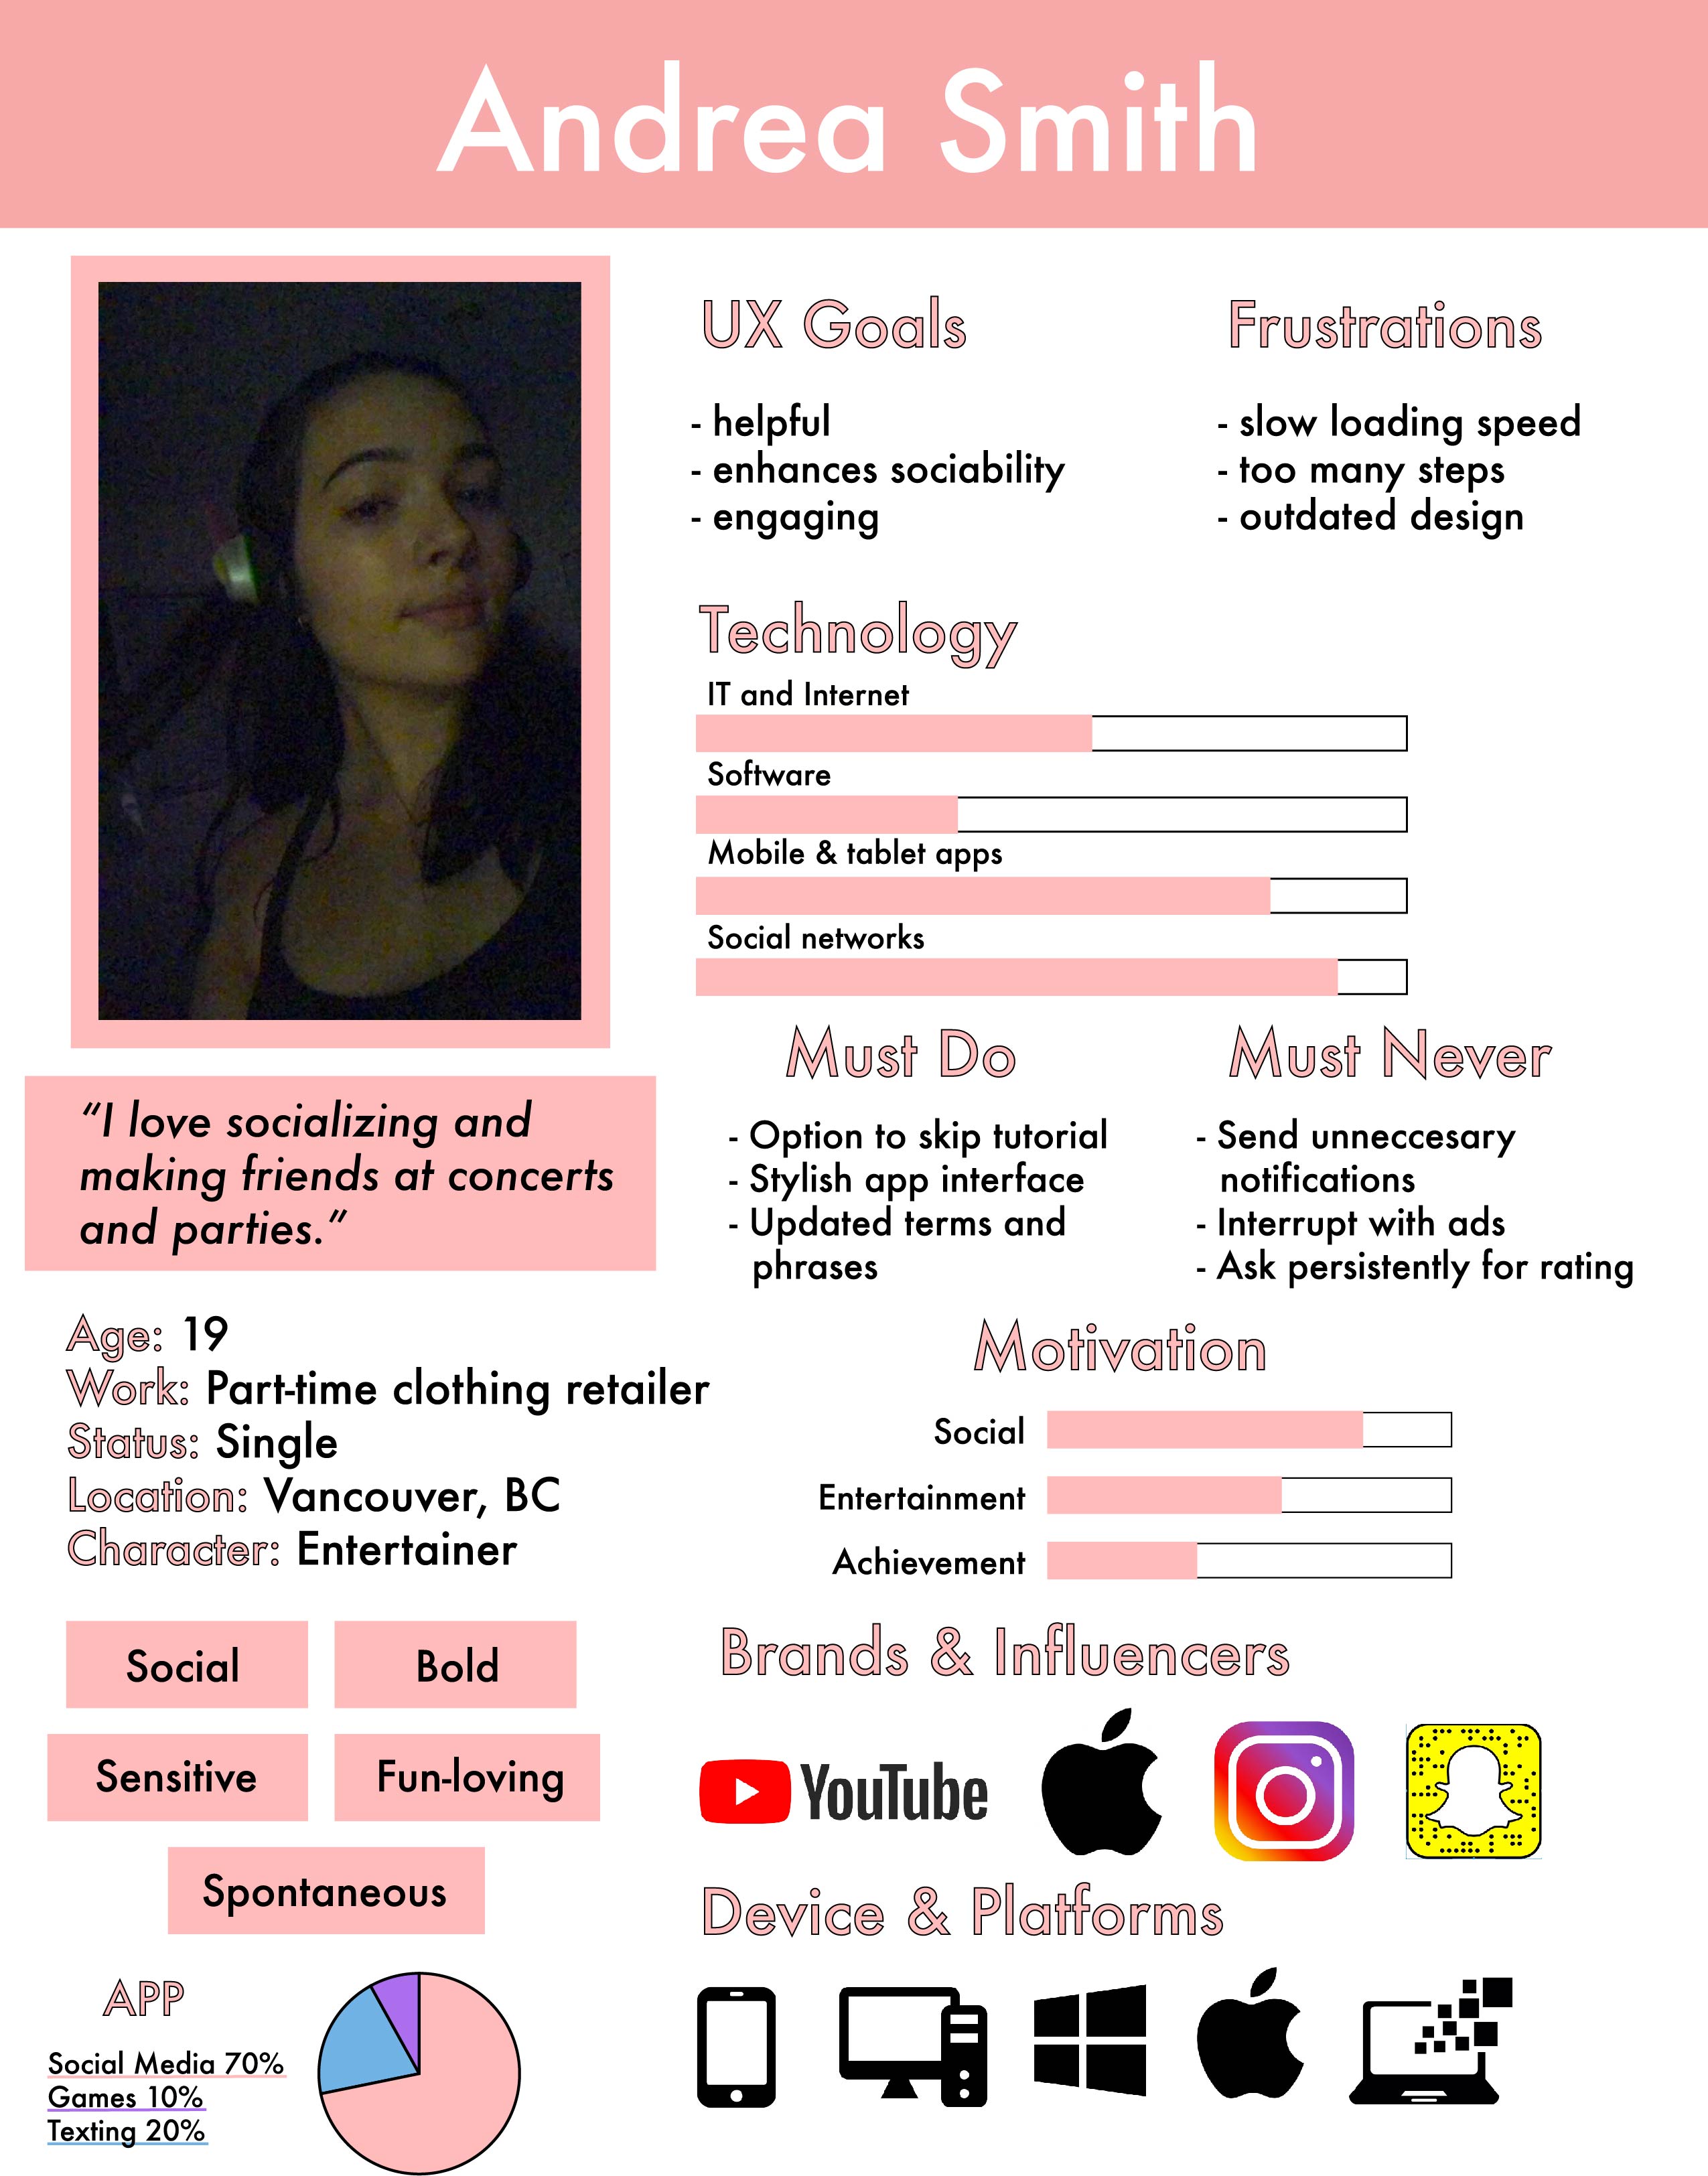 Andrea Smith
UX Goals
- helpful
- enhances sociability
- engaging
Frustrations
- slow loading speed
- too many steps
- outdated design
Technology
IT and Internet
Software
Mobile & tablet apps
Social networks
Must Do
- Option to skip tutorial
- Stylish app interface
- Updated terms and
phrases
Must Never
- Send unneccesary
notifications
- Interrupt with ads
- Ask persistently for rating
“I love socializing and
making friends at concerts
and parties.”
Age: 19
Work: Part-time clothing retailer
Status: Single
Location: Vancouver, BC
Character: Entertainer
Motivation
Social
Entertainment
Achievement
Social
Bold
Sensitive
Fun-loving
Spontaneous
Brands & Influencers
YouTube
Device & Platforms
APP
Social Media 70%
Games 10%
Texting 20%